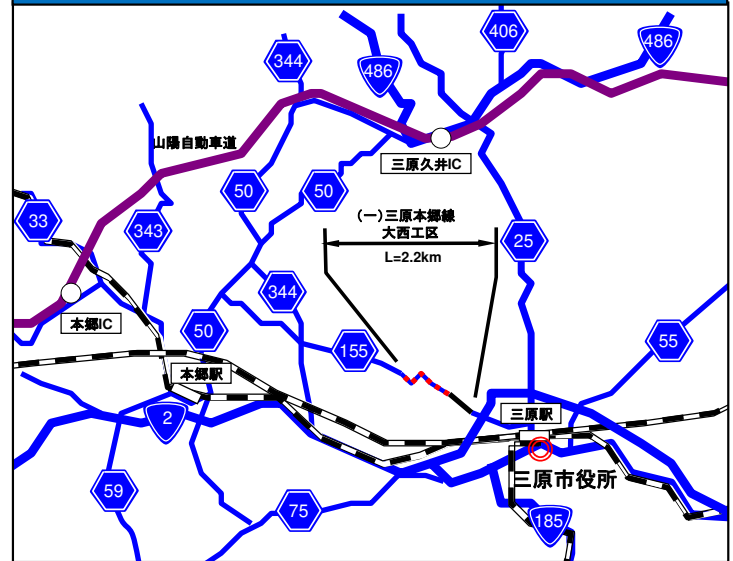 406
344
486
486
山陽自動車道
三原久井IC
50
50
33
343
(一)三原本郷線
大西工区
L=2.2km
25
344
本郷IC
50
155
55
本郷駅
2
三原駅
三原市役所
59
75
185